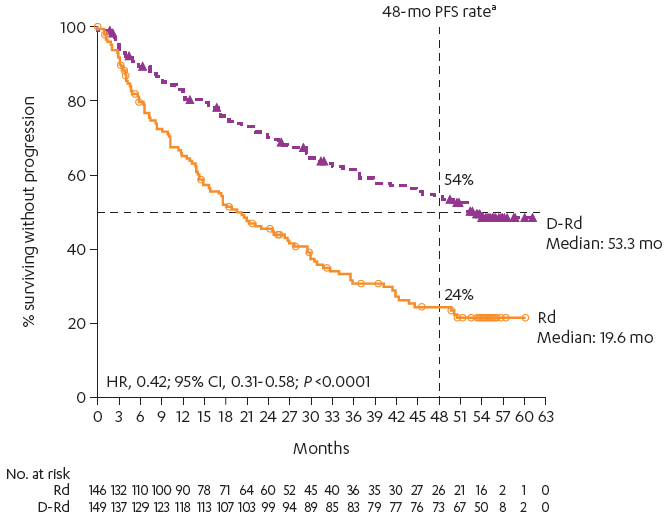 48-mo PFS rateᵃ
100
80
60
40
20
0
% surviving without progression
54%
24%
D-Rd
Median: 53.3 mo
Rd
Median: 19.6 mo
HR, 0.42; 95% CI, 0.31-0.58; P<0.0001
0 3 6 9 12 15 18 21 24 27 30 33 36 39 42 45 48 51 54 57 60 63
Months
No. at risk
Rd 146 132 110 100 90 78 71 64 60 52 45 40 36 35 30 27 26 21 16 2 1 0
D-Rd 149 137 129 123 118 113 107 103 99 94 89 85 83 79 77 76 73 67 50 8 2 0